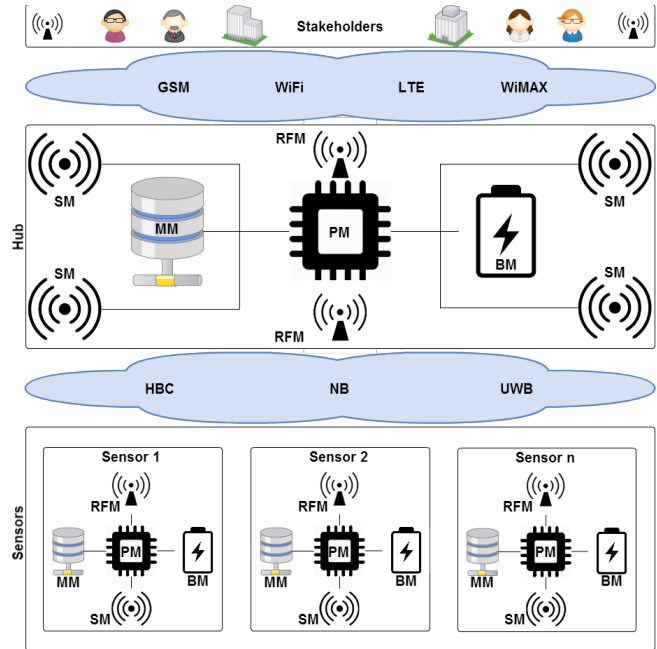 Stakeholders
GSM WiFi LTE WiMAX
Hub
RFM
SM SM
MM PM BM
SM SM
RFM
HBC NB UWB
Sensors
Sensor 1 Sensor 2 Sensor n
RFM RFM RFM
PM PM PM
MM BM MM BM MM BM
SM SM SM